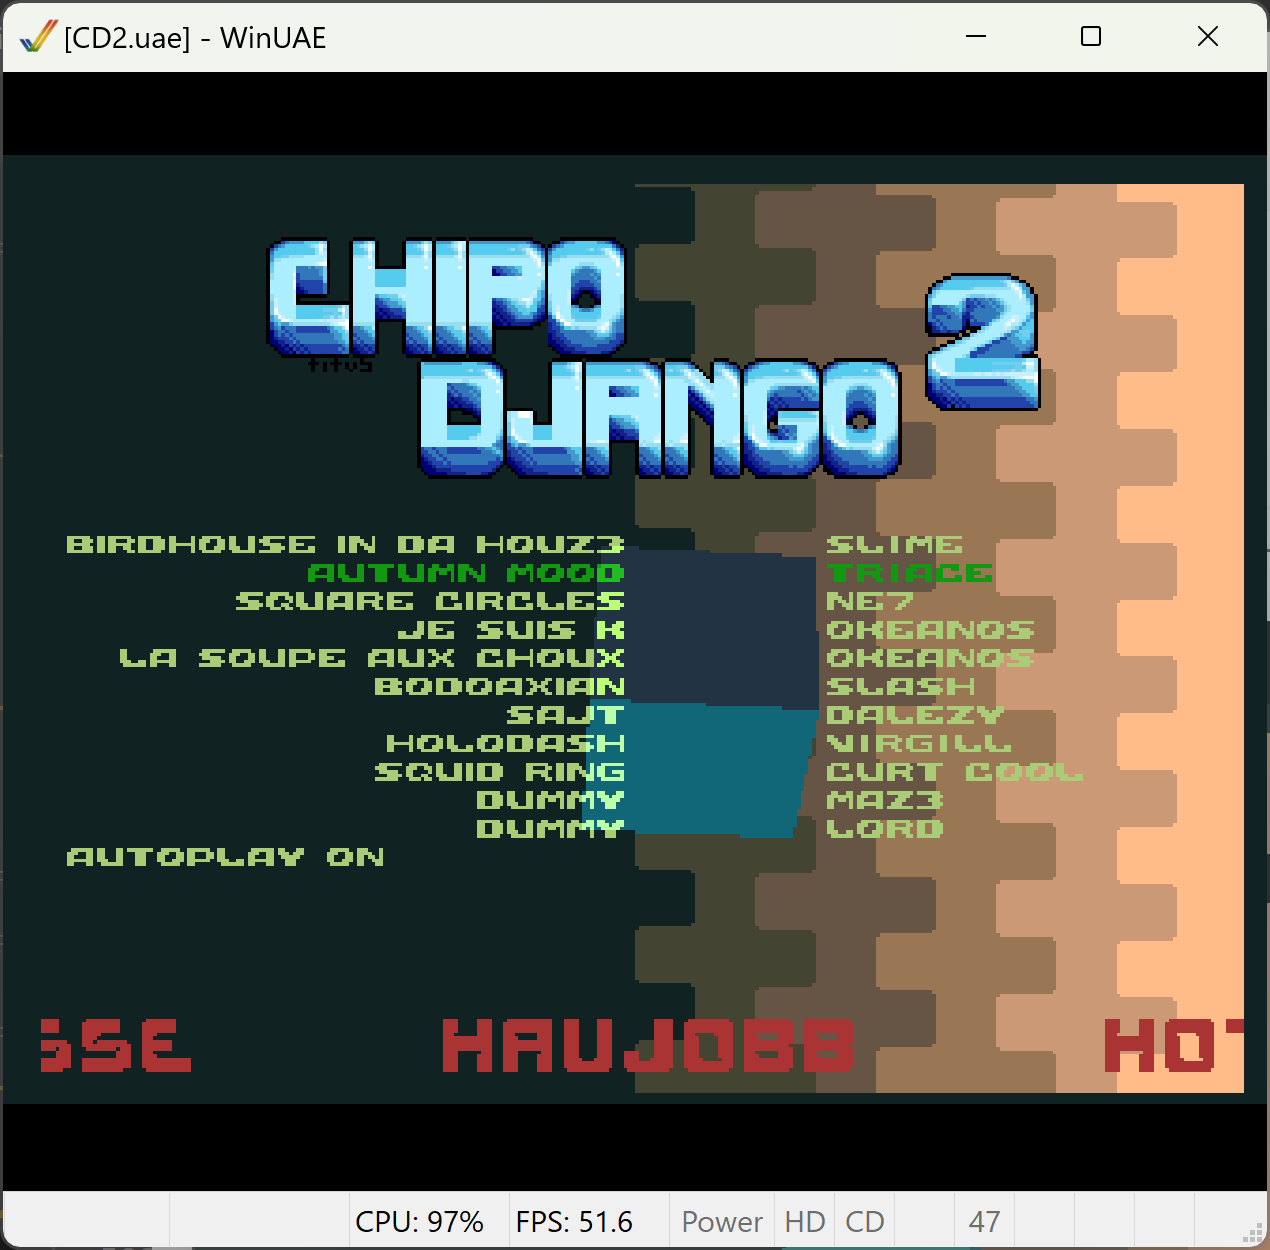 [CD2.uae] - WinUAE
CHIPO
DJANGO 2
titus
BIRDHOUSE IN DA HOUZ3 SLIME
AUTUMN MOOD TRIACE
SQUARE CIRCLES NE7
JE SUIS K OKEANOS
LA SOUPE AUX CHOUX OKEANOS
BODOAXIAN SLASH
SAJT DALEZY
HOLODASH VIRGILL
SQUID RING CURT COOL
DUMMY MAZ3
DUMMY LORD
AUTOPLAY ON
SE HAUJOBB HO
CPU: 97% FPS: 51.6 Power HD CD 47